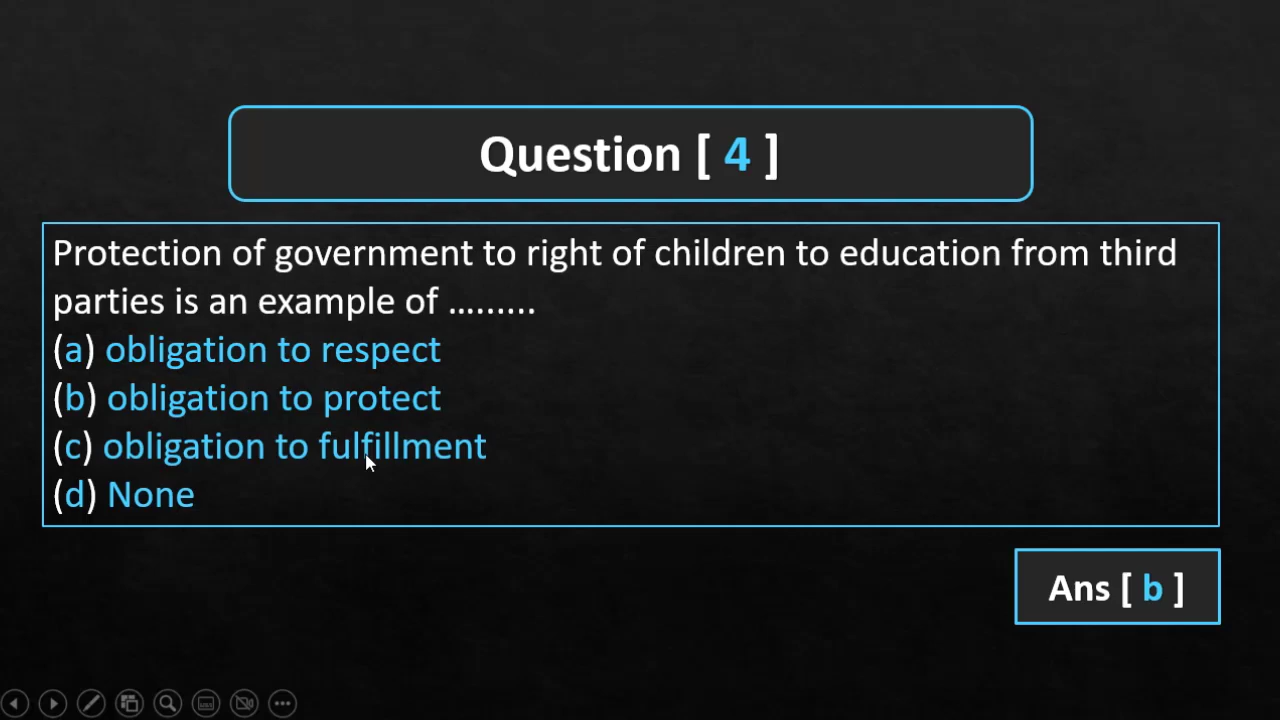 Question [ 4 ]
Protection of government to right of children to education from third
parties is an example of .........
(a) obligation to respect
(b) obligation to protect
(c) obligation to fulfillment
(d) None
Ans [ b ]